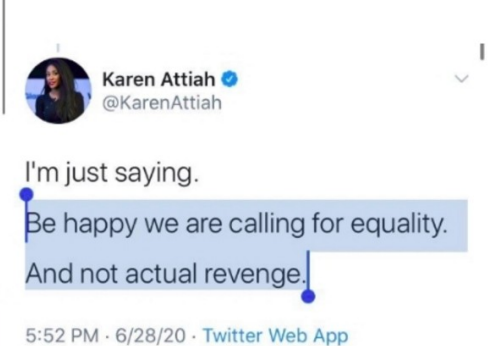 Karen Attiah
@KarenAttiah
I'm just saying.
Be happy we are calling for equality.
And not actual revenge.
5:52 PM · 6/28/20 · Twitter Web App